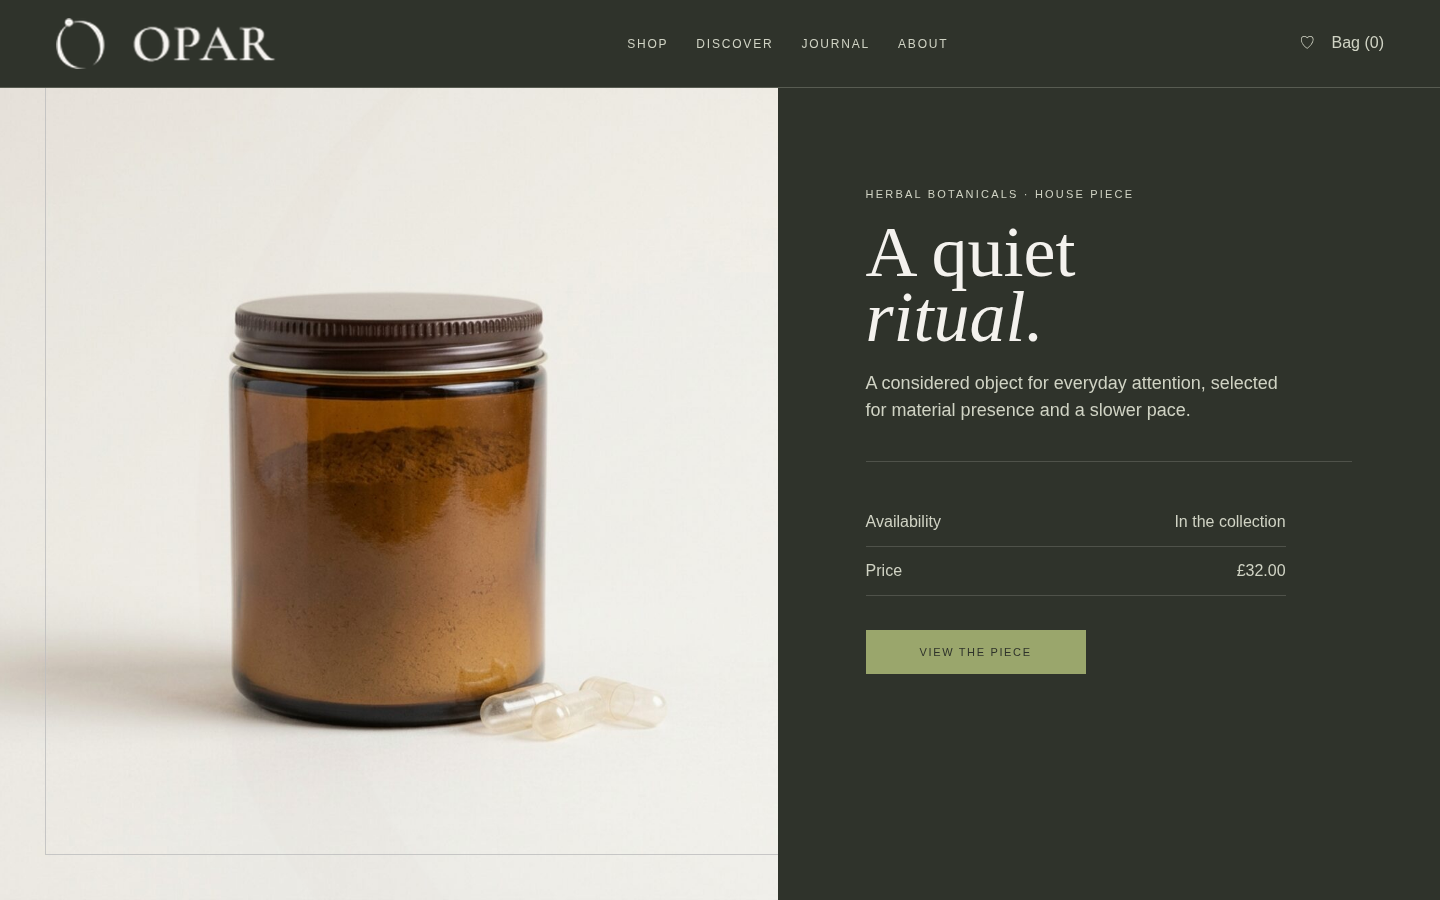 OPAR
SHOP
DISCOVER
JOURNAL
ABOUT
♡ Bag (0)
HERBAL BOTANICALS · HOUSE PIECE
A quiet
ritual.
A considered object for everyday attention, selected
for material presence and a slower pace.
Availability
In the collection
Price
£32.00
VIEW THE PIECE